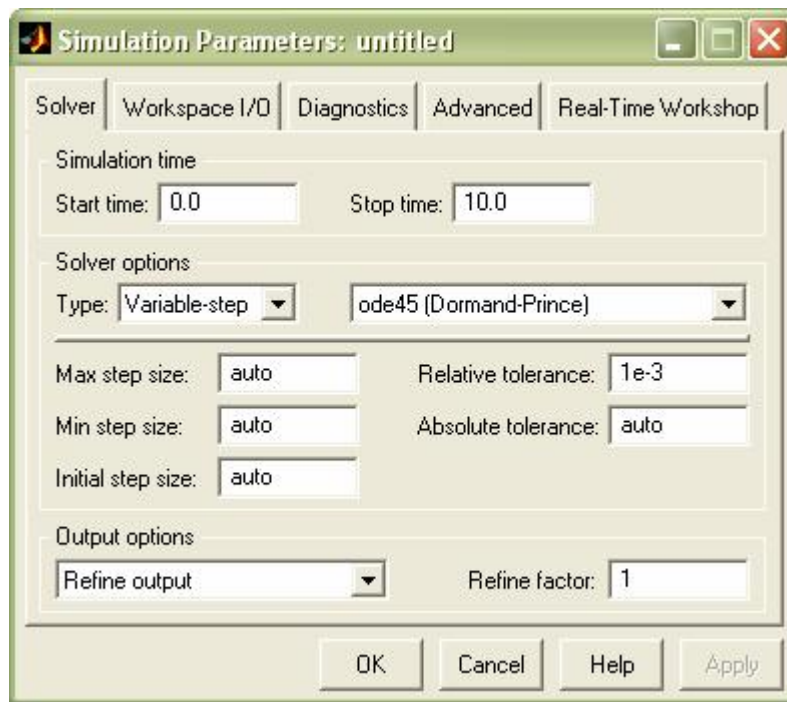 Simulation Parameters: untitled
Solver Workspace I/O Diagnostics Advanced Real-Time Workshop
Simulation time
Start time: 0.0 Stop time: 10.0
Solver options
Type: Variable-step ode45 (Dormand-Prince)
Max step size: auto Relative tolerance: 1e-3
Min step size: auto Absolute tolerance: auto
Initial step size: auto
Output options
Refine output Refine factor: 1
OK Cancel Help Apply